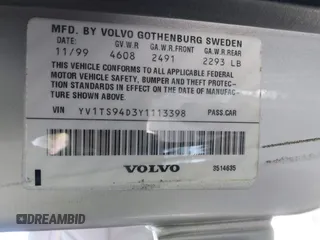 MFD. BY VOLVO GOTHENBURG SWEDEN
DATE: GV.W.R GA.W.R.FRONT GA.W.R.REAR
11/99 4608 2491 2293 LB
THIS VEHICLE CONFORMS TO ALL APPLICABLE FEDERAL
MOTOR VEHICLE SAFETY, BUMPER AND THEFT PREVEN-
TION STANDARDS IN EFFECT ON THE DATE OF MANUFAC-
TURE SHOWN ABOVE
VIN YV1TS94D3Y1113398 PASS.CAR
VOLVO
3514635
DREAMBID